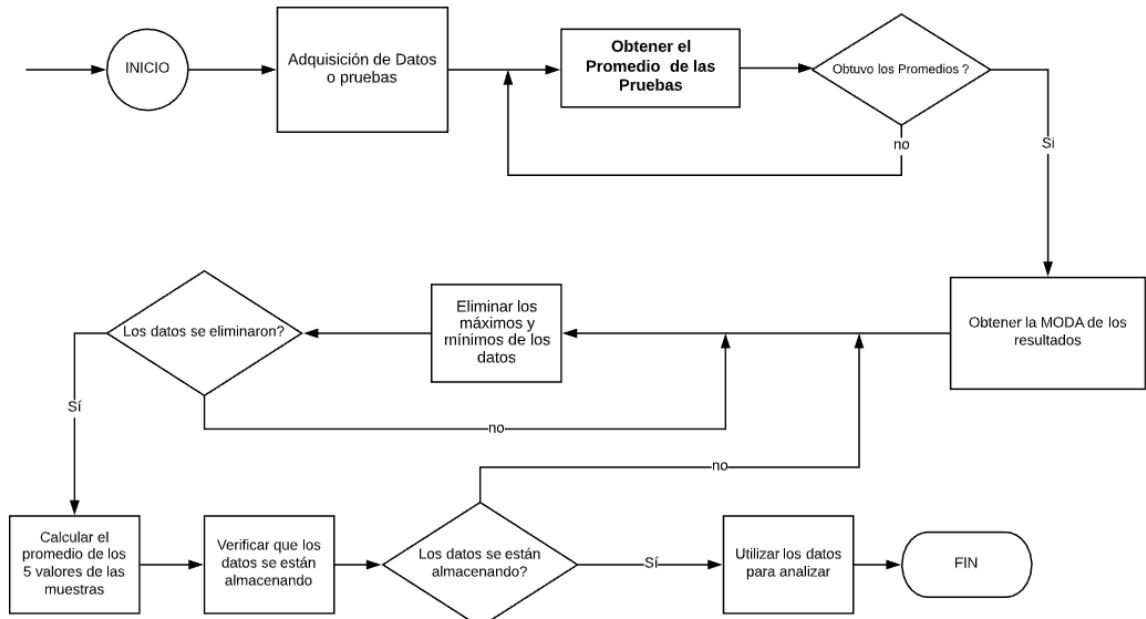 INICIO
Adquisición de Datos
o pruebas
Obtener el
Promedio de las
Pruebas
Obtuvo los Promedios ?
no
Si
Obtener la MODA de los
resultados
Eliminar los
máximos y
mínimos de los
datos
Los datos se eliminaron?
no
Sí
Calcular el
promedio de los
5 valores de las
muestras
Verificar que los
datos se están
almacenando
Los datos se están
almacenando?
no
Sí
Utilizar los datos
para analizar
FIN